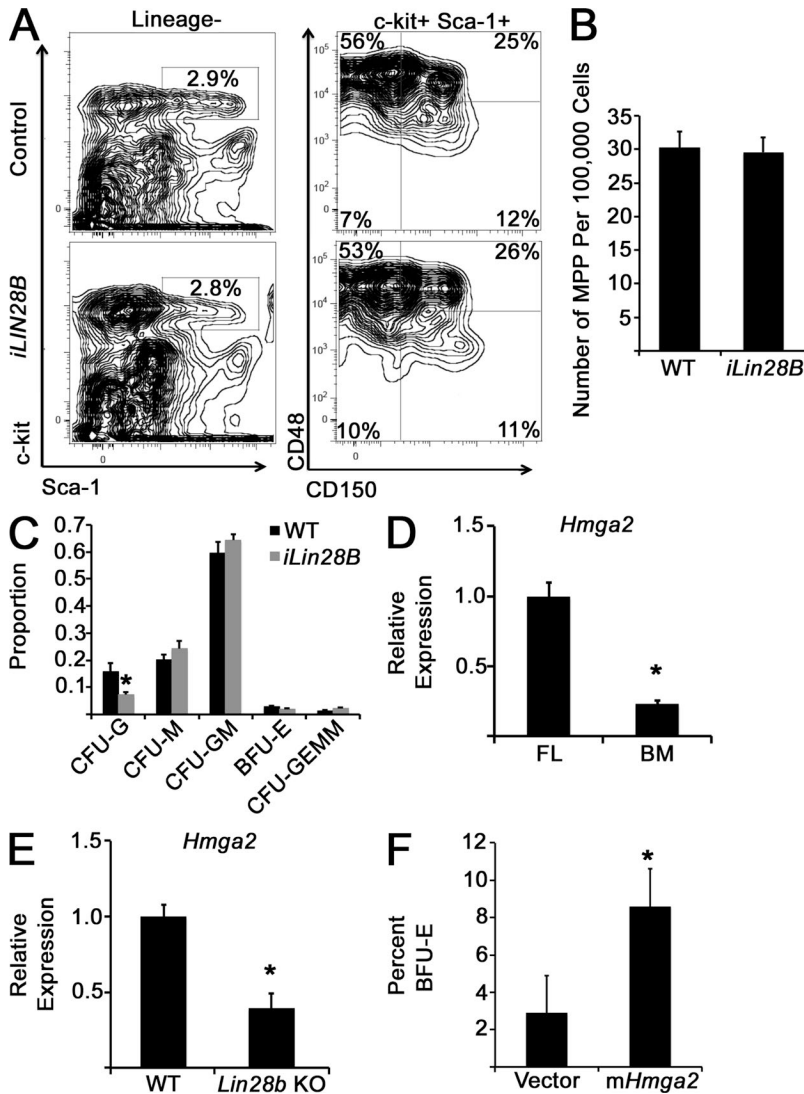 A
Lineage-
c-kit+ Sca-1+
Control
2.9%
56%
25%
10⁵
10⁴
10³
10²
0
7%
12%
0
0
iLIN28B
2.8%
53%
26%
10⁵
10⁴
10³
10²
0
10%
11%
0
0
c-kit
Sca-1
CD48
CD150
B
Number of MPP Per 100,000 Cells
40
35
30
25
20
15
10
5
WT
iLin28B
C
Proportion
0.7
0.6
0.5
0.4
0.3
0.2
0.1
WT
iLin28B
*
CFU-G
CFU-M
CFU-GM
BFU-E
CFU-GEMM
D
Hmga2
Relative
Expression
1.5
1.0
0.5
*
FL
BM
E
Hmga2
Relative
Expression
1.5
1.0
0.5
*
WT
Lin28b KO
F
Percent
BFU-E
12
10
8
6
4
2
*
Vector
mHmga2